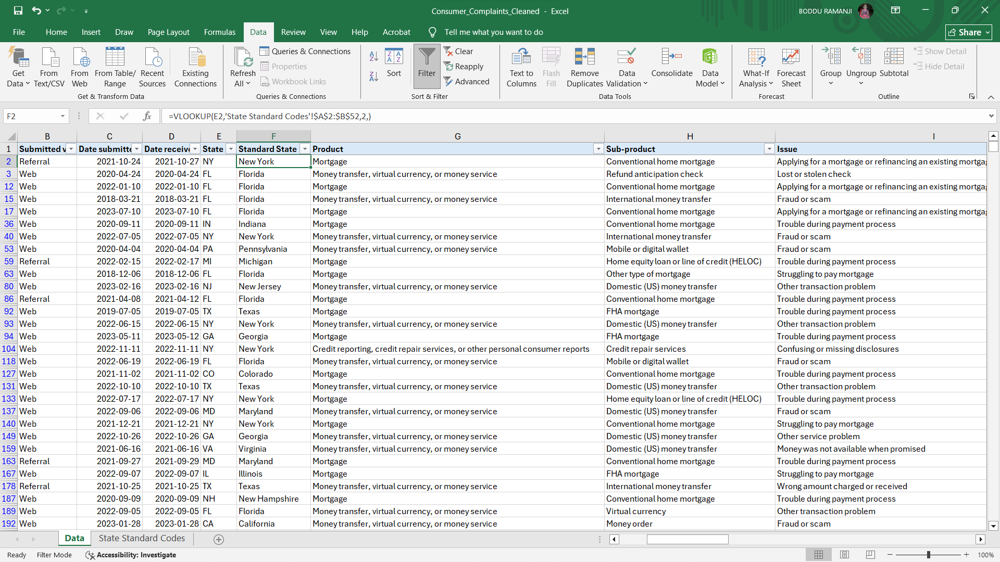 Consumer_Complaints_Cleaned - Excel
BODDU RAMANJI
File Home Insert Draw Page Layout Formulas Data Review View Help Acrobat Tell me what you want to do
Share
Get Data
From Text/CSV
From Web
From Table/ Range
Recent Sources
Existing Connections
Get & Transform Data
Refresh All
Queries & Connections
Properties
Workbook Links
Queries & Connections
Sort
Filter
Clear
Reapply
Advanced
Sort & Filter
Text to Columns
Flash Fill
Remove Duplicates
Data Validation
Consolidate
Data Model
Data Tools
What-If Analysis
Forecast Sheet
Forecast
Group
Ungroup
Subtotal
Show Detail
Hide Detail
Outline
F2 fx =VLOOKUP(E2,'State Standard Codes'!$A$2:$B$52,2,)
B C D E F G H I
1 Submitted v Date submitte Date receiv State Standard State Product Sub-product Issue
2 Referral 2021-10-24 2021-10-27 NY New York Mortgage Conventional home mortgage Applying for a mortgage or refinancing an existing mortga
3 Web 2020-04-24 2020-04-24 FL Florida Money transfer, virtual currency, or money service Refund anticipation check Lost or stolen check
12 Web 2022-01-10 2022-01-10 FL Florida Mortgage Conventional home mortgage Applying for a mortgage or refinancing an existing mortga
15 Web 2018-03-21 2018-03-21 FL Florida Money transfer, virtual currency, or money service International money transfer Fraud or scam
17 Web 2023-07-10 2023-07-10 FL Florida Mortgage Conventional home mortgage Applying for a mortgage or refinancing an existing mortga
36 Web 2020-09-11 2020-09-11 IN Indiana Mortgage Conventional home mortgage Trouble during payment process
40 Web 2022-07-05 2022-07-05 NY New York Money transfer, virtual currency, or money service International money transfer Fraud or scam
53 Web 2020-04-04 2020-04-04 PA Pennsylvania Money transfer, virtual currency, or money service Mobile or digital wallet Fraud or scam
59 Referral 2022-02-15 2022-02-17 MI Michigan Mortgage Home equity loan or line of credit (HELOC) Trouble during payment process
63 Web 2018-12-06 2018-12-06 FL Florida Mortgage Other type of mortgage Struggling to pay mortgage
80 Web 2023-02-16 2023-02-16 NJ New Jersey Money transfer, virtual currency, or money service Domestic (US) money transfer Other transaction problem
86 Referral 2021-04-08 2021-04-12 FL Florida Mortgage Conventional home mortgage Trouble during payment process
92 Web 2019-07-05 2019-07-05 TX Texas Mortgage FHA mortgage Trouble during payment process
93 Web 2022-06-15 2022-06-15 NY New York Money transfer, virtual currency, or money service Domestic (US) money transfer Other transaction problem
94 Web 2023-05-11 2023-05-12 GA Georgia Mortgage FHA mortgage Trouble during payment process
104 Web 2022-11-11 2022-11-11 NY New York Credit reporting, credit repair services, or other personal consumer reports Credit repair services Confusing or missing disclosures
118 Web 2022-06-19 2022-06-19 FL Florida Money transfer, virtual currency, or money service Mobile or digital wallet Fraud or scam
127 Web 2021-11-02 2021-11-02 CO Colorado Mortgage Conventional home mortgage Trouble during payment process
131 Web 2022-10-10 2022-10-10 TX Texas Money transfer, virtual currency, or money service Domestic (US) money transfer Other transaction problem
133 Web 2022-07-17 2022-07-17 NY New York Mortgage Home equity loan or line of credit (HELOC) Trouble during payment process
137 Web 2022-09-06 2022-09-06 MD Maryland Money transfer, virtual currency, or money service Domestic (US) money transfer Fraud or scam
140 Web 2021-12-21 2021-12-21 NY New York Mortgage Conventional home mortgage Struggling to pay mortgage
149 Web 2022-10-26 2022-10-26 GA Georgia Money transfer, virtual currency, or money service Domestic (US) money transfer Other service problem
159 Web 2021-06-16 2021-06-16 VA Virginia Money transfer, virtual currency, or money service Domestic (US) money transfer Money was not available when promised
163 Referral 2021-09-27 2021-09-29 MD Maryland Mortgage Conventional home mortgage Trouble during payment process
167 Web 2022-09-07 2022-09-07 IL Illinois Mortgage FHA mortgage Struggling to pay mortgage
178 Referral 2021-10-25 2021-10-25 TX Texas Money transfer, virtual currency, or money service International money transfer Wrong amount charged or received
187 Web 2020-09-09 2020-09-09 NH New Hampshire Mortgage Conventional home mortgage Trouble during payment process
189 Web 2022-09-05 2022-09-05 FL Florida Money transfer, virtual currency, or money service Virtual currency Other transaction problem
192 Web 2023-01-28 2023-01-28 CA California Money transfer, virtual currency, or money service Money order Fraud or scam
Data State Standard Codes
Ready Filter Mode Accessibility: Investigate 100%